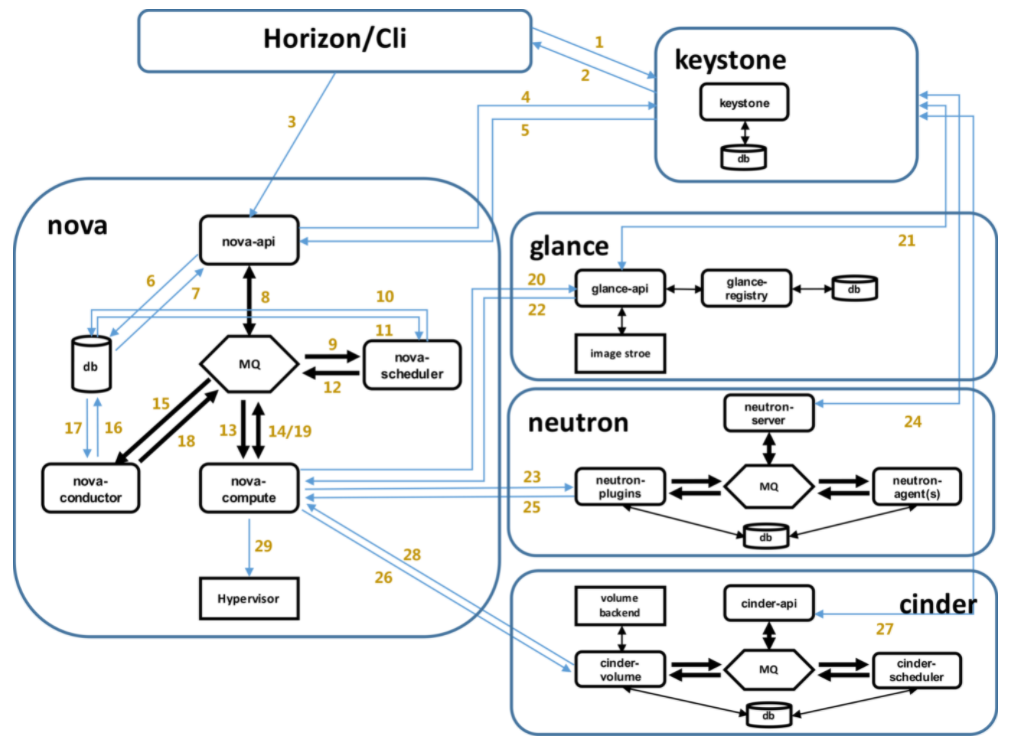 Horizon/Cli
1
2
3
4
5
keystone
keystone
db
nova
nova-api
6
7
8
10
11
9
12
db
MQ
nova-
scheduler
15
18
13
14/19
17
16
nova-
conductor
nova-
compute
29
Hypervisor
glance
21
20
22
glance-api
glance-
registry
db
image stroe
neutron
neutron-
server
24
23
25
neutron-
plugins
MQ
neutron-
agent(s)
db
28
26
cinder
volume
backend
cinder-api
27
cinder-
volume
MQ
cinder-
scheduler
db